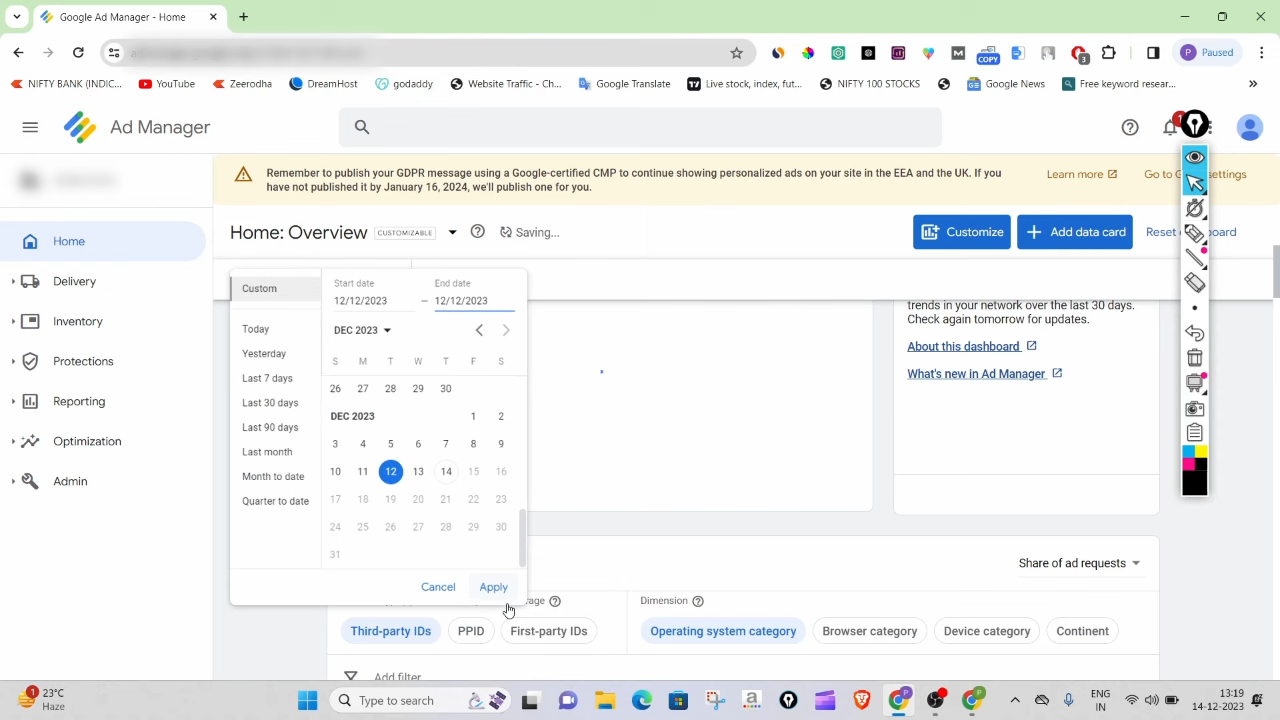 Google Ad Manager
Paused
NIFTY BANK (INDIC...
YouTube
Zeerodh
DreamHost
godaddy
Website Traffic - Ch...
Google Translate
Live stock, index, fut...
NIFTY 100 STOCKS
Google News
Free keyword resear...
COPY
3
P
M
Ad Manager
1
Remember to publish your GDPR message using a Google-certified CMP to continue showing personalized ads on your site in the EEA and the UK. If you
have not published it by January 16, 2024, we'll publish one for you.
Learn more
Go to G settings
Home: Overview
CUSTOMIZABLE
Saving...
Customize
Add data card
Home
Delivery
Inventory
Protections
Reporting
Optimization
Admin
Custom
Today
Yesterday
Last 7 days
Last 30 days
Last 90 days
Last month
Month to date
Quarter to date
Start date
End date
12/12/2023 – 12/12/2023
DEC 2023
S M T W T F S
26 27 28 29 30
DEC 2023 1 2
3 4 5 6 7 8 9
10 11 12 13 14 15 16
17 18 19 20 21 22 23
24 25 26 27 28 29 30
31
Cancel
Apply
trends in your network over the last 30 days.
Check again tomorrow for updates.
About this dashboard
What's new in Ad Manager
Share of ad requests
Dimension
Third-party IDs
PPID
First-party IDs
Operating system category
Browser category
Device category
Continent
Add filter
1
23°C
Haze
Type to search
ENG
IN
13:19
14-12-2023